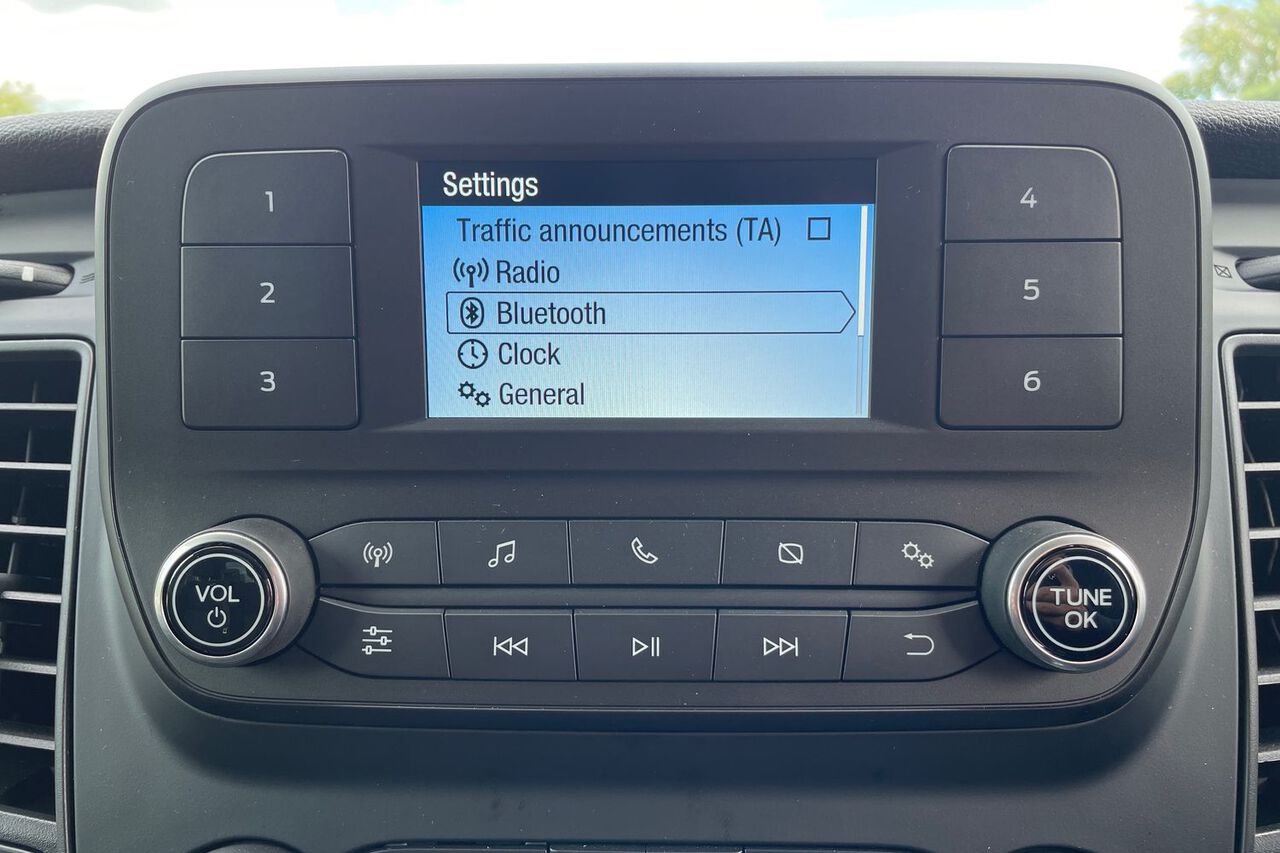 1
2
3
Settings
Traffic announcements (TA)
Radio
Bluetooth
Clock
General
4
5
6
VOL
TUNE
OK